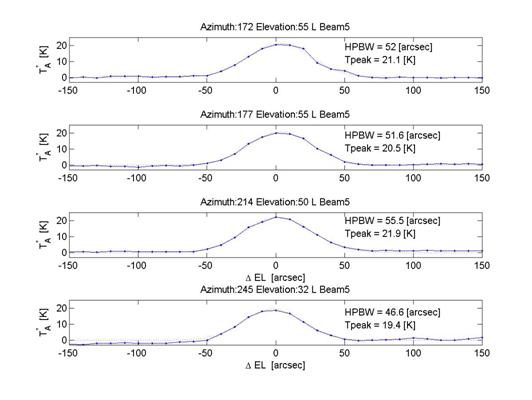 Azimuth:172 Elevation:55 L Beam5
20
10
0
T*A [K]
HPBW = 52 [arcsec]
Tpeak = 21.1 [K]
-150 -100 -50 0 50 100 150
Azimuth:177 Elevation:55 L Beam5
20
10
0
T*A [K]
HPBW = 51.6 [arcsec]
Tpeak = 20.5 [K]
-150 -100 -50 0 50 100 150
Azimuth:214 Elevation:50 L Beam5
20
10
0
T*A [K]
HPBW = 55.5 [arcsec]
Tpeak = 21.9 [K]
-150 -100 -50 0 50 100 150
Δ EL [arcsec]
Azimuth:245 Elevation:32 L Beam5
20
10
0
T*A [K]
HPBW = 46.6 [arcsec]
Tpeak = 19.4 [K]
-150 -100 -50 0 50 100 150
Δ EL [arcsec]